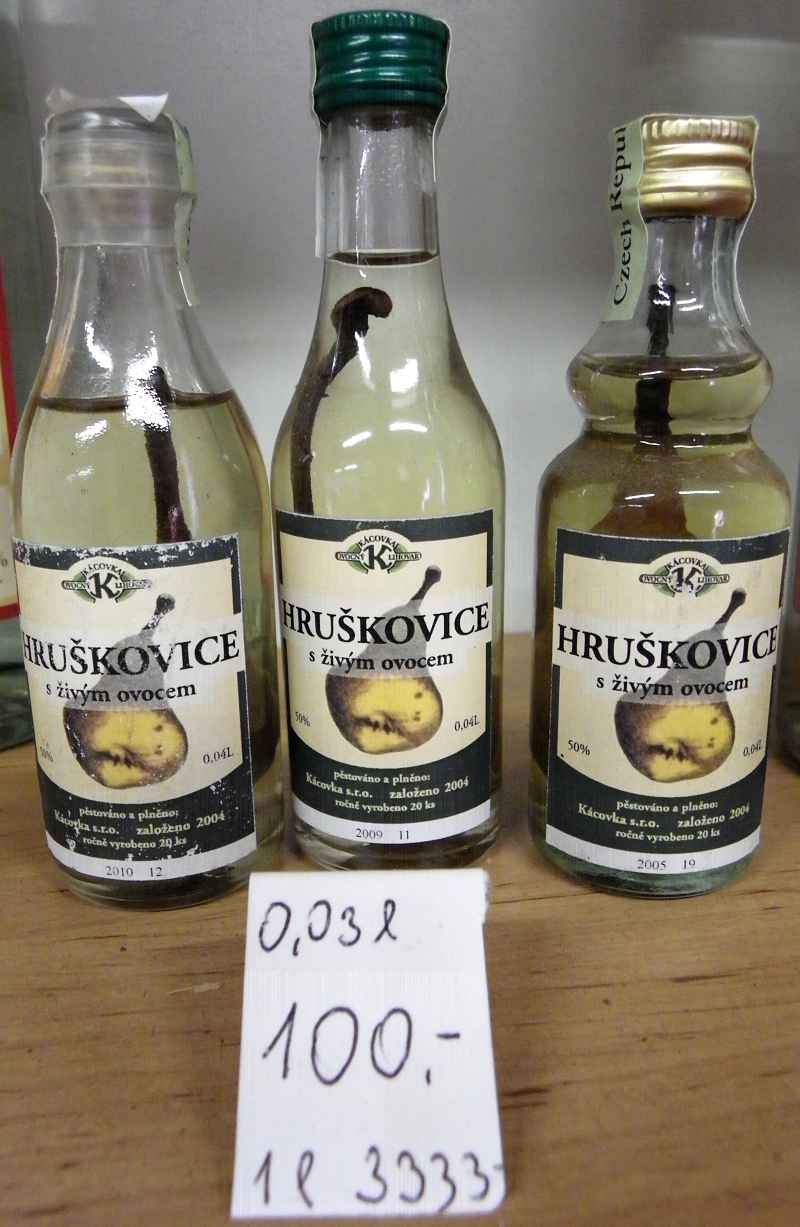 KÁCOVKA
OVOCNÝ K LIHOVAR
HRUŠKOVICE
s živým ovocem
50% 0,04L
pěstováno a plněno:
Kácovka s.r.o. založeno 2004
ročně vyrobeno 20 ks
2010 12
KÁCOVKA
OVOCNÝ K LIHOVAR
HRUŠKOVICE
s živým ovocem
50% 0,04L
pěstováno a plněno:
Kácovka s.r.o. založeno 2004
ročně vyrobeno 20 ks
2009 11
Czech Repul
KÁCOVKA
OVOCNÝ K LIHOVAR
HRUŠKOVICE
s živým ovocem
50% 0,04L
pěstováno a plněno:
Kácovka s.r.o. založeno 2004
ročně vyrobeno 20 ks
2005 19
0,03 l
100,-
1 l 3333-